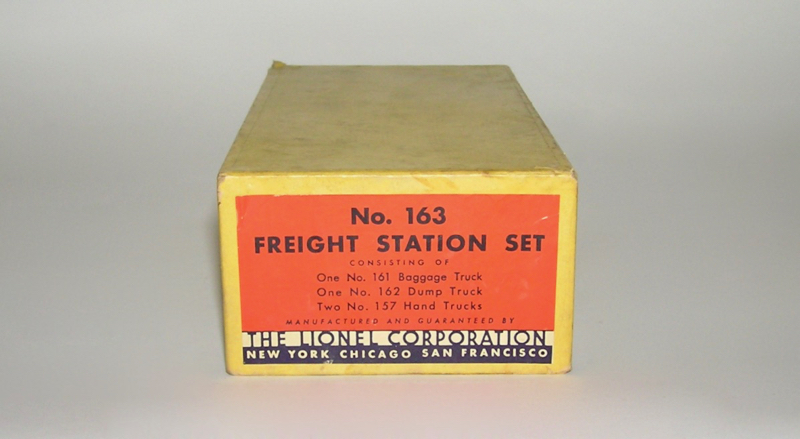 No. 163
FREIGHT STATION SET
CONSISTING OF
One No. 161 Baggage Truck
One No. 162 Dump Truck
Two No. 157 Hand Trucks
MANUFACTURED AND GUARANTEED BY
THE LIONEL CORPORATION
NEW YORK CHICAGO SAN FRANCISCO